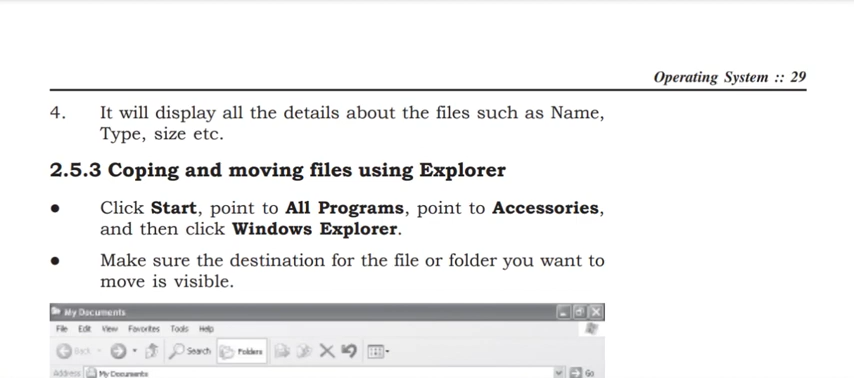 Operating System :: 29
4. It will display all the details about the files such as Name,
Type, size etc.
2.5.3 Coping and moving files using Explorer
● Click Start, point to All Programs, point to Accessories,
and then click Windows Explorer.
● Make sure the destination for the file or folder you want to
move is visible.
My Documents
File Edit View Favorites Tools Help
Back Search Folders
Address My Documents Go